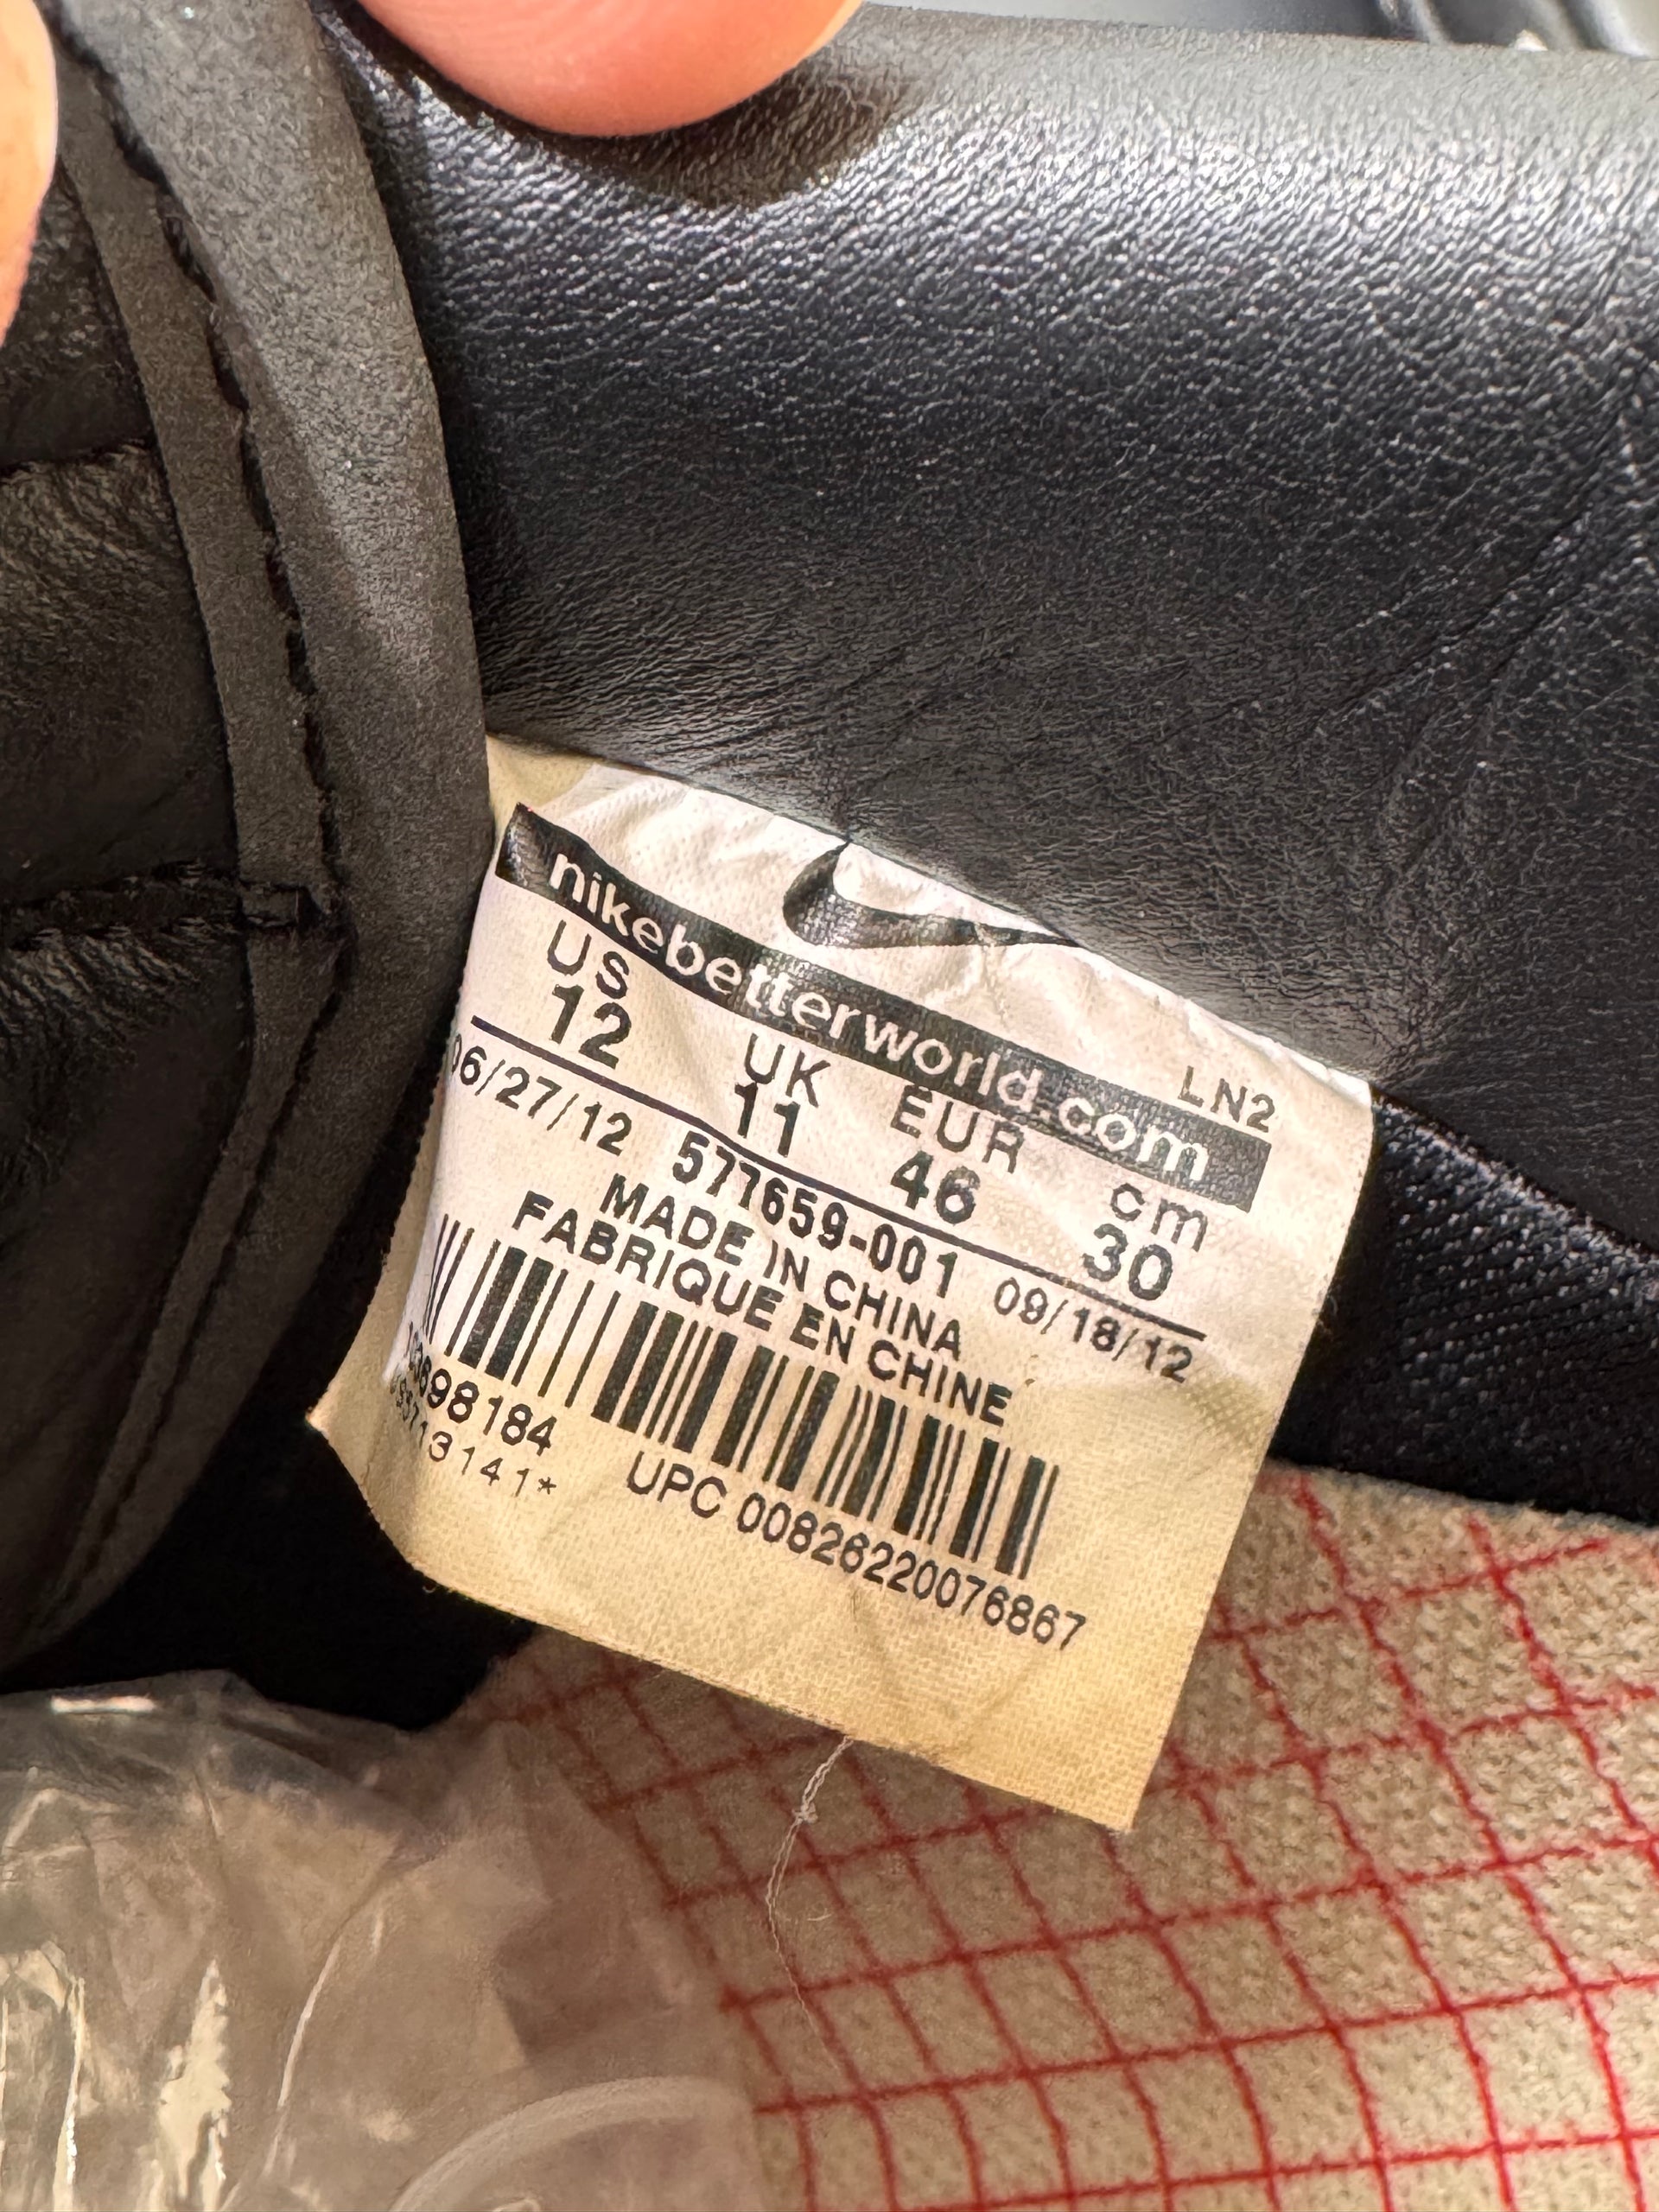 LN2
nikebetterworld.com
US UK EUR cm
12 11 46 30
06/27/12 577659-001 09/18/12
MADE IN CHINA
FABRIQUE EN CHINE
UPC 00826220076867